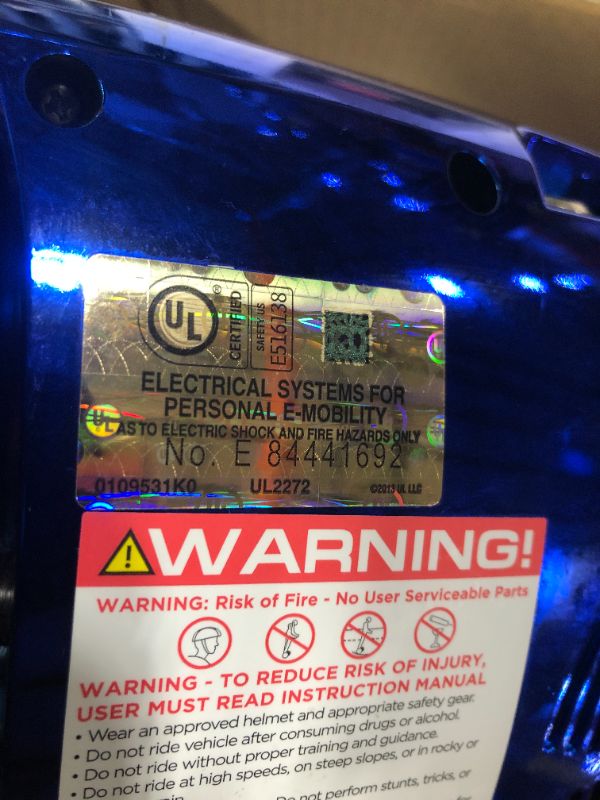 UL
®
CERTIFIED
SAFETY US
E516138
ELECTRICAL SYSTEMS FOR
PERSONAL E-MOBILITY
AS TO ELECTRIC SHOCK AND FIRE HAZARDS ONLY
No. E 84441692
0109531K0 UL2272 ©2013 UL LLC
WARNING!
WARNING: Risk of Fire - No User Serviceable Parts
WARNING - TO REDUCE RISK OF INJURY,
USER MUST READ INSTRUCTION MANUAL
• Wear an approved helmet and appropriate safety gear.
• Do not ride vehicle after consuming drugs or alcohol.
• Do not ride without proper training and guidance.
• Do not ride at high speeds, on steep slopes, or in rocky or
Do not perform stunts, tricks, or